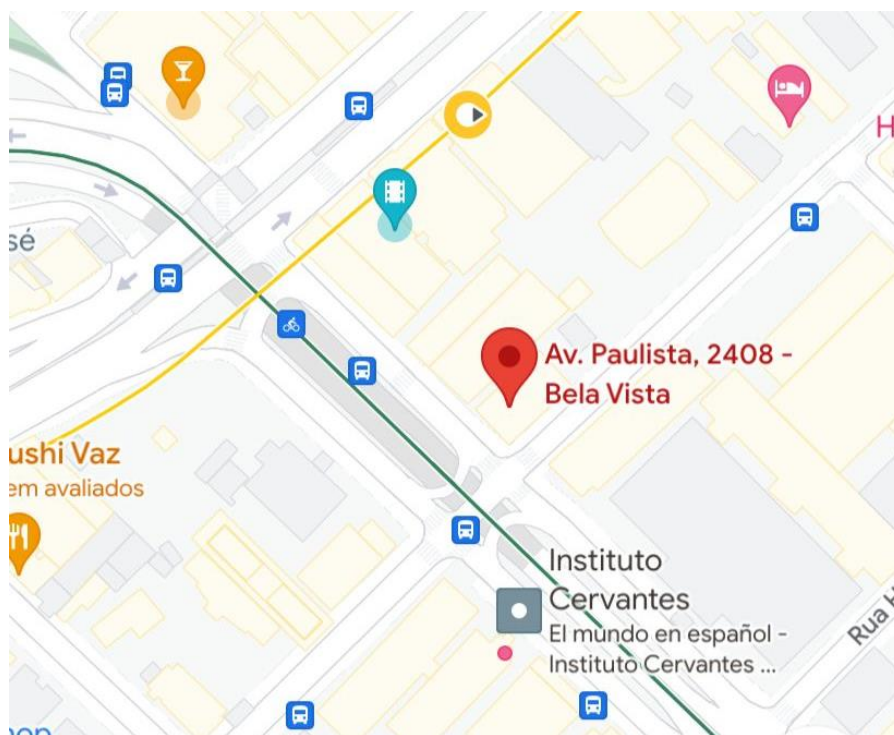 H
sé
Av. Paulista, 2408 -
Bela Vista
ushi Vaz
em avaliados
Instituto
Cervantes
El mundo en español -
Instituto Cervantes ...
Rua H